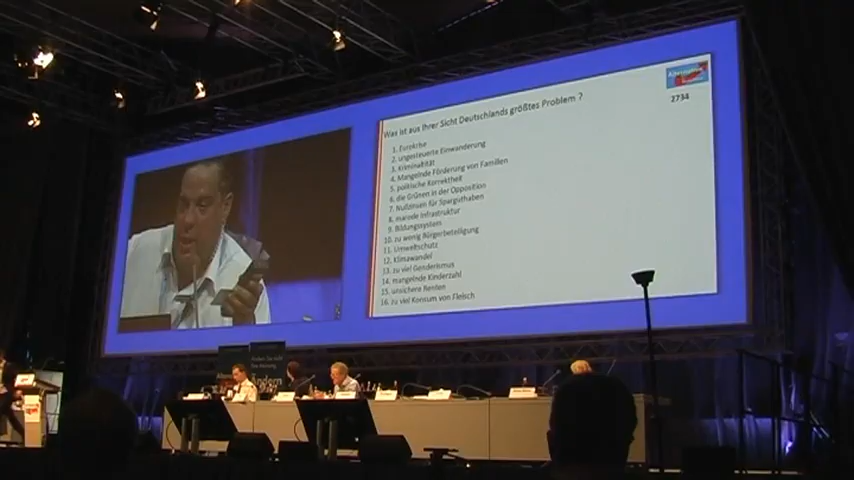 Was ist aus Ihrer Sicht Deutschlands größtes Problem ?
2734
1. Eurokrise
2. ungesteuerte Einwanderung
3. Kriminalität
4. Mangelnde Förderung von Familien
5. politische Korrektheit
6. die Grünen in der Opposition
7. Nullzinsen für Sparguthaben
8. marode Infrastruktur
9. Bildungssystem
10. zu wenig Bürgerbeteiligung
11. Umweltschutz
12. Klimawandel
13. zu viel Genderismus
14. mangelnde Kinderzahl
15. unsichere Renten
16. zu viel Konsum von Fleisch